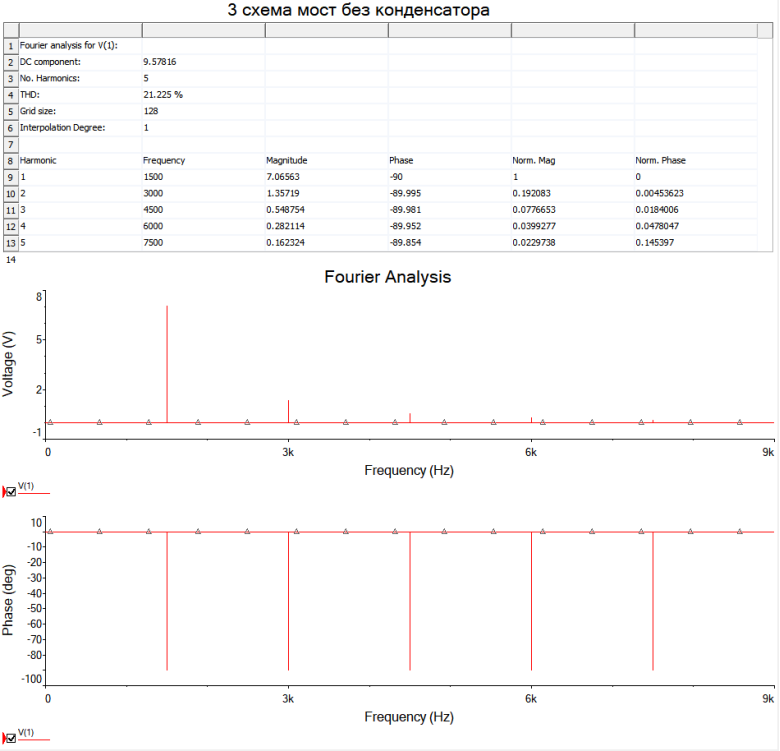 3 схема мост без конденсатора
1 Fourier analysis for V(1):
2 DC component: 9.57816
3 No. Harmonics: 5
4 THD: 21.225 %
5 Grid size: 128
6 Interpolation Degree: 1
7
8 Harmonic Frequency Magnitude Phase Norm. Mag Norm. Phase
9 1 1500 7.06563 -90 1 0
10 2 3000 1.35719 -89.995 0.192083 0.00453623
11 3 4500 0.548754 -89.981 0.0776653 0.0184006
12 4 6000 0.282114 -89.952 0.0399277 0.0478047
13 5 7500 0.162324 -89.854 0.0229738 0.145397
14
Fourier Analysis
Voltage (V)
8
5
2
-1
0 3k 6k 9k
Frequency (Hz)
V(1)
Phase (deg)
10
-10
-20
-30
-40
-50
-60
-70
-80
-100
0 3k 6k 9k
Frequency (Hz)
V(1)